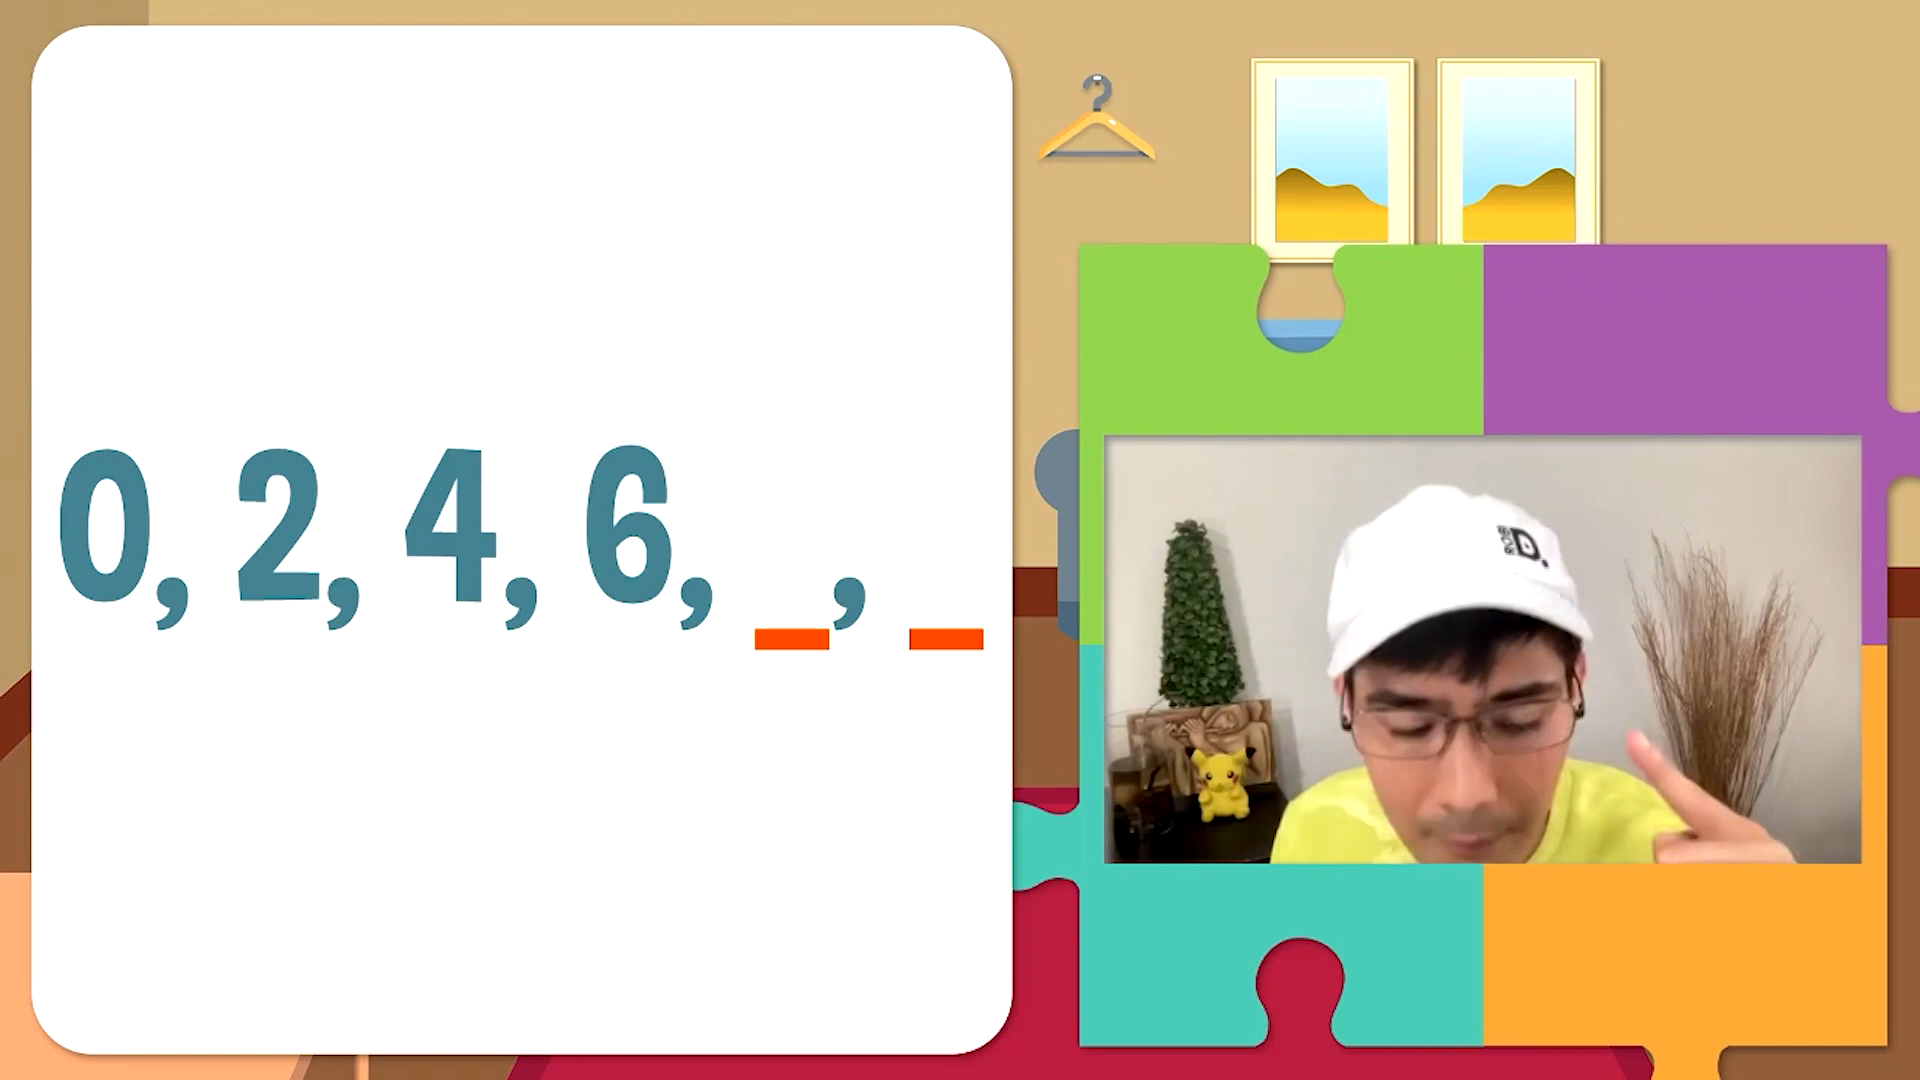 0, 2, 4, 6, _, _
D.